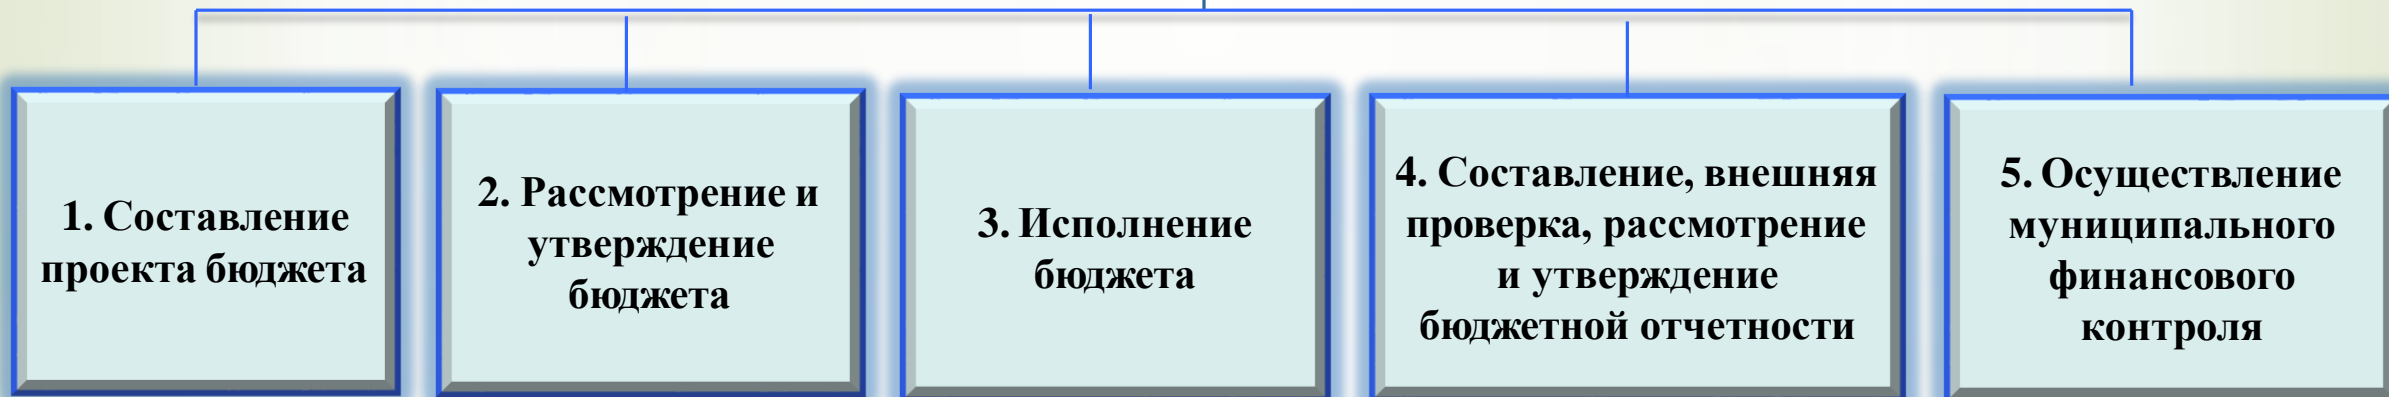 1. Составление
проекта бюджета
2. Рассмотрение и
утверждение
бюджета
3. Исполнение
бюджета
4. Составление, внешняя
проверка, рассмотрение
и утверждение
бюджетной отчетности
5. Осуществление
муниципального
финансового
контроля